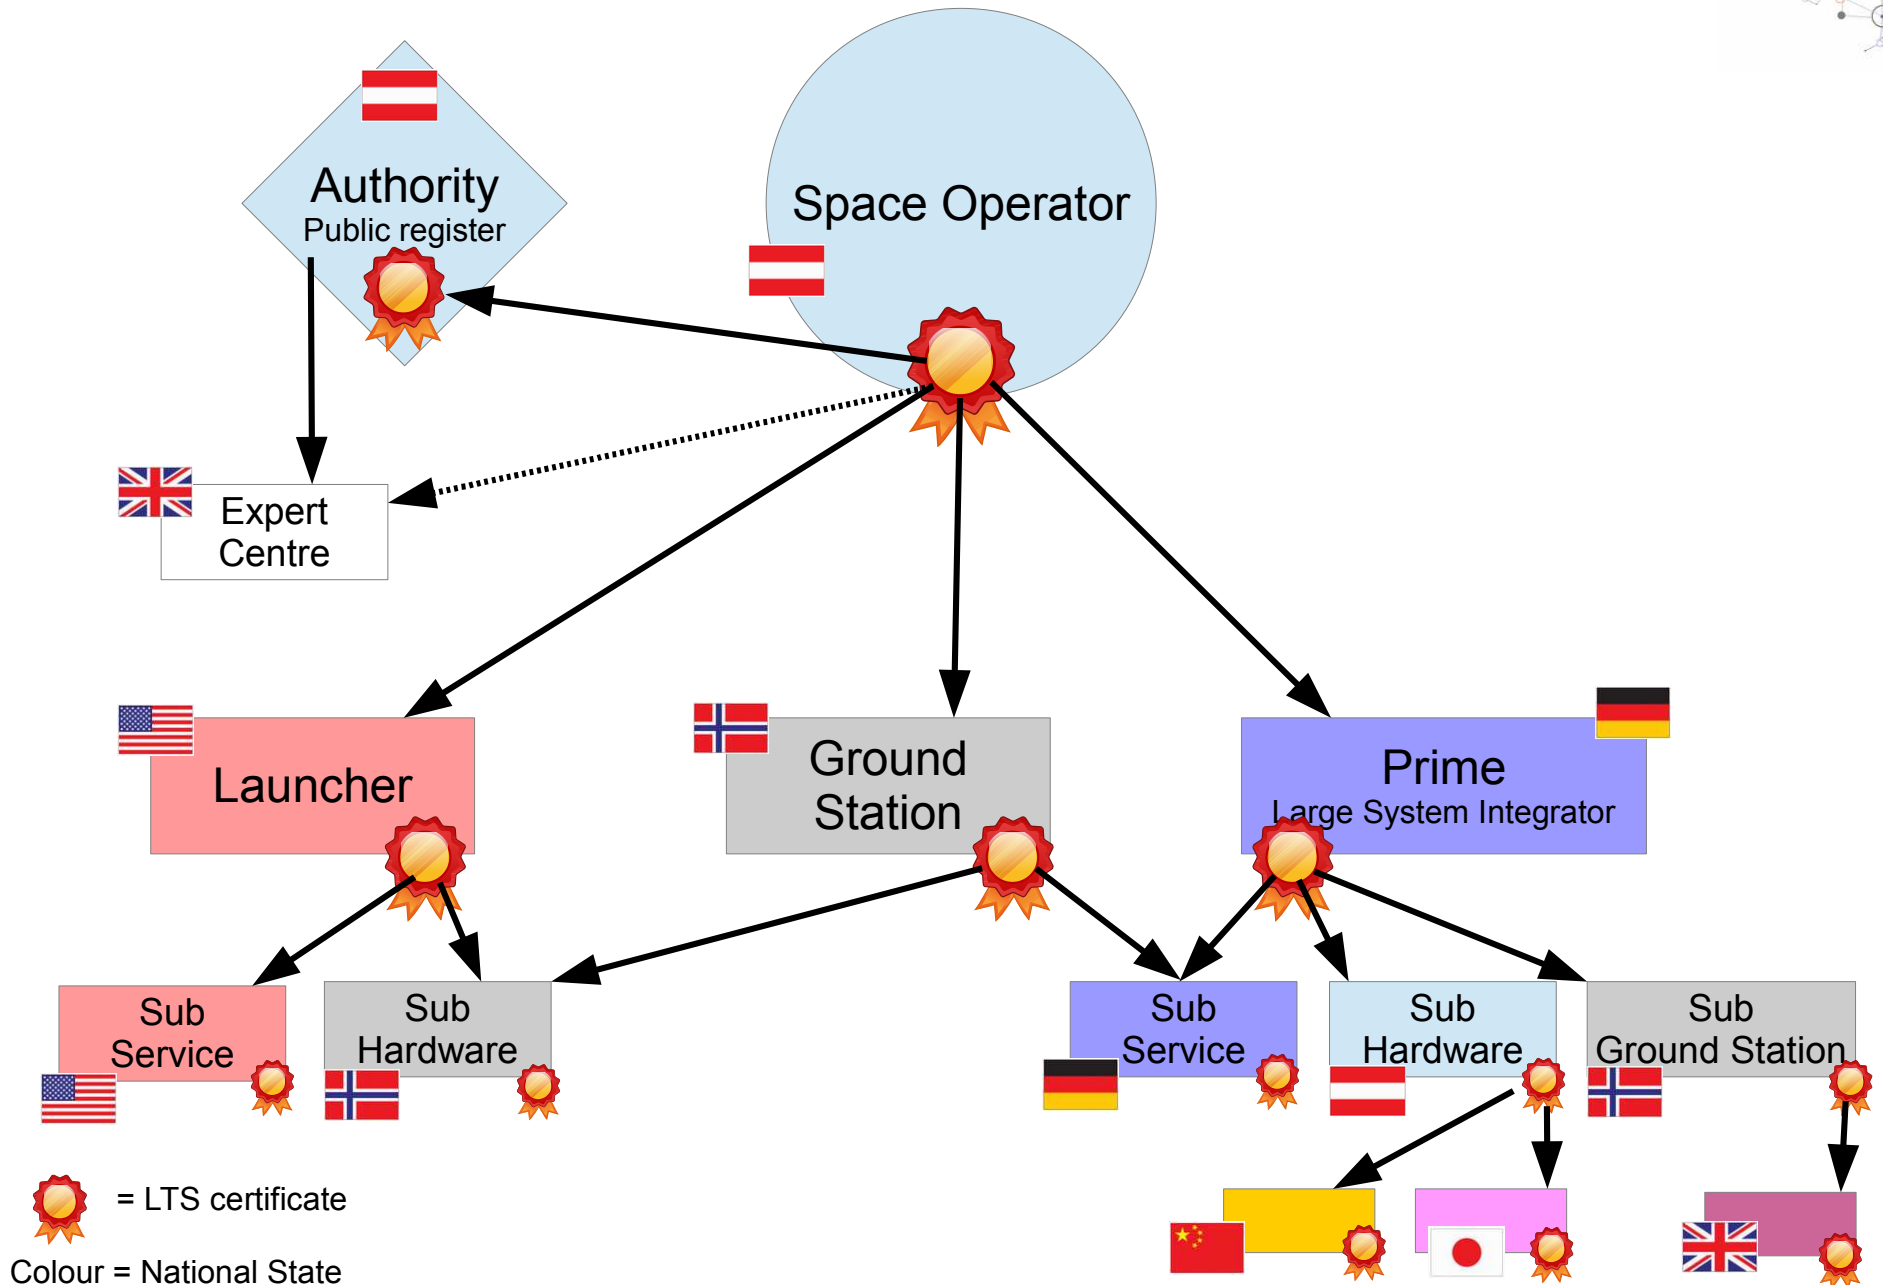 Authority
Public register
Space Operator
Expert
Centre
Launcher
Ground
Station
Prime
Large System Integrator
Sub
Service
Sub
Hardware
Sub
Service
Sub
Hardware
Sub
Ground Station
= LTS certificate
Colour = National State